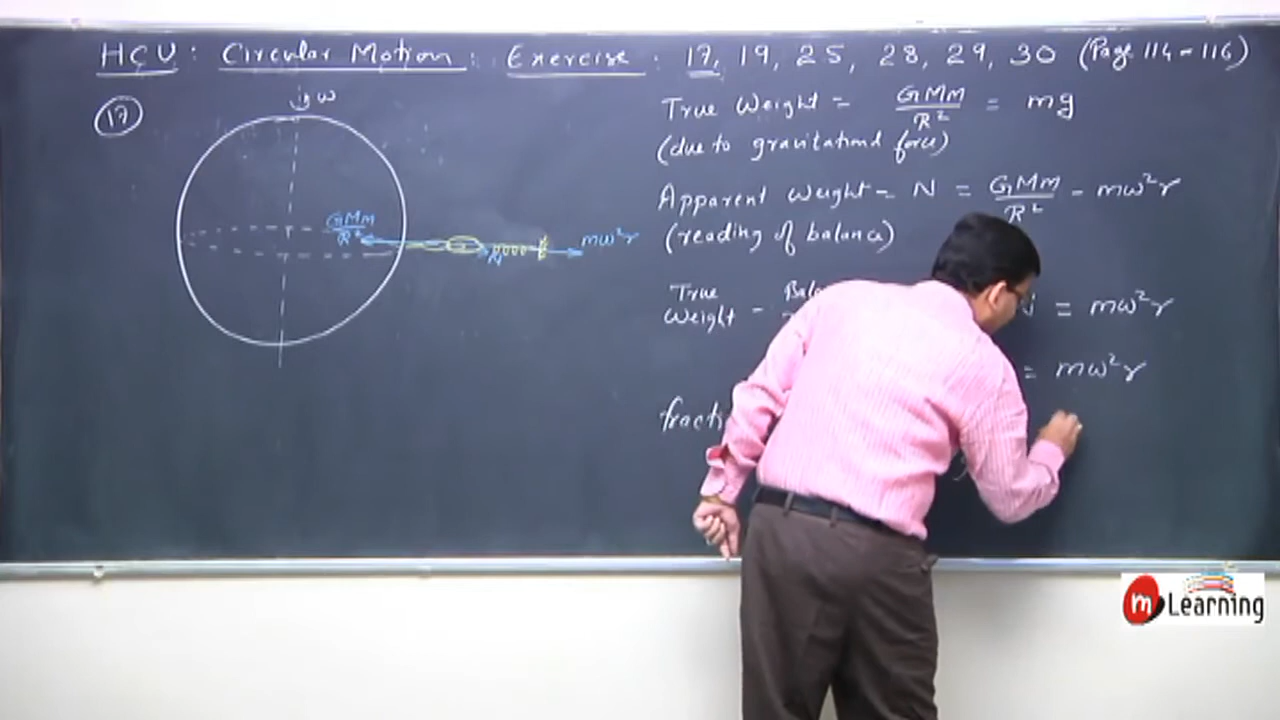 HCV : Circular Motion : Exercise : 17, 19, 25, 28, 29, 30 (Page 114 - 116)
17
ω
GMm
R²
N
mω²r
True Weight = GMm/R² = mg
(due to gravitational force)
Apparent Weight = N = GMm/R² - mω²r
(reading of balance)
True
Weight -
= mω²r
= mω²r
m Learning